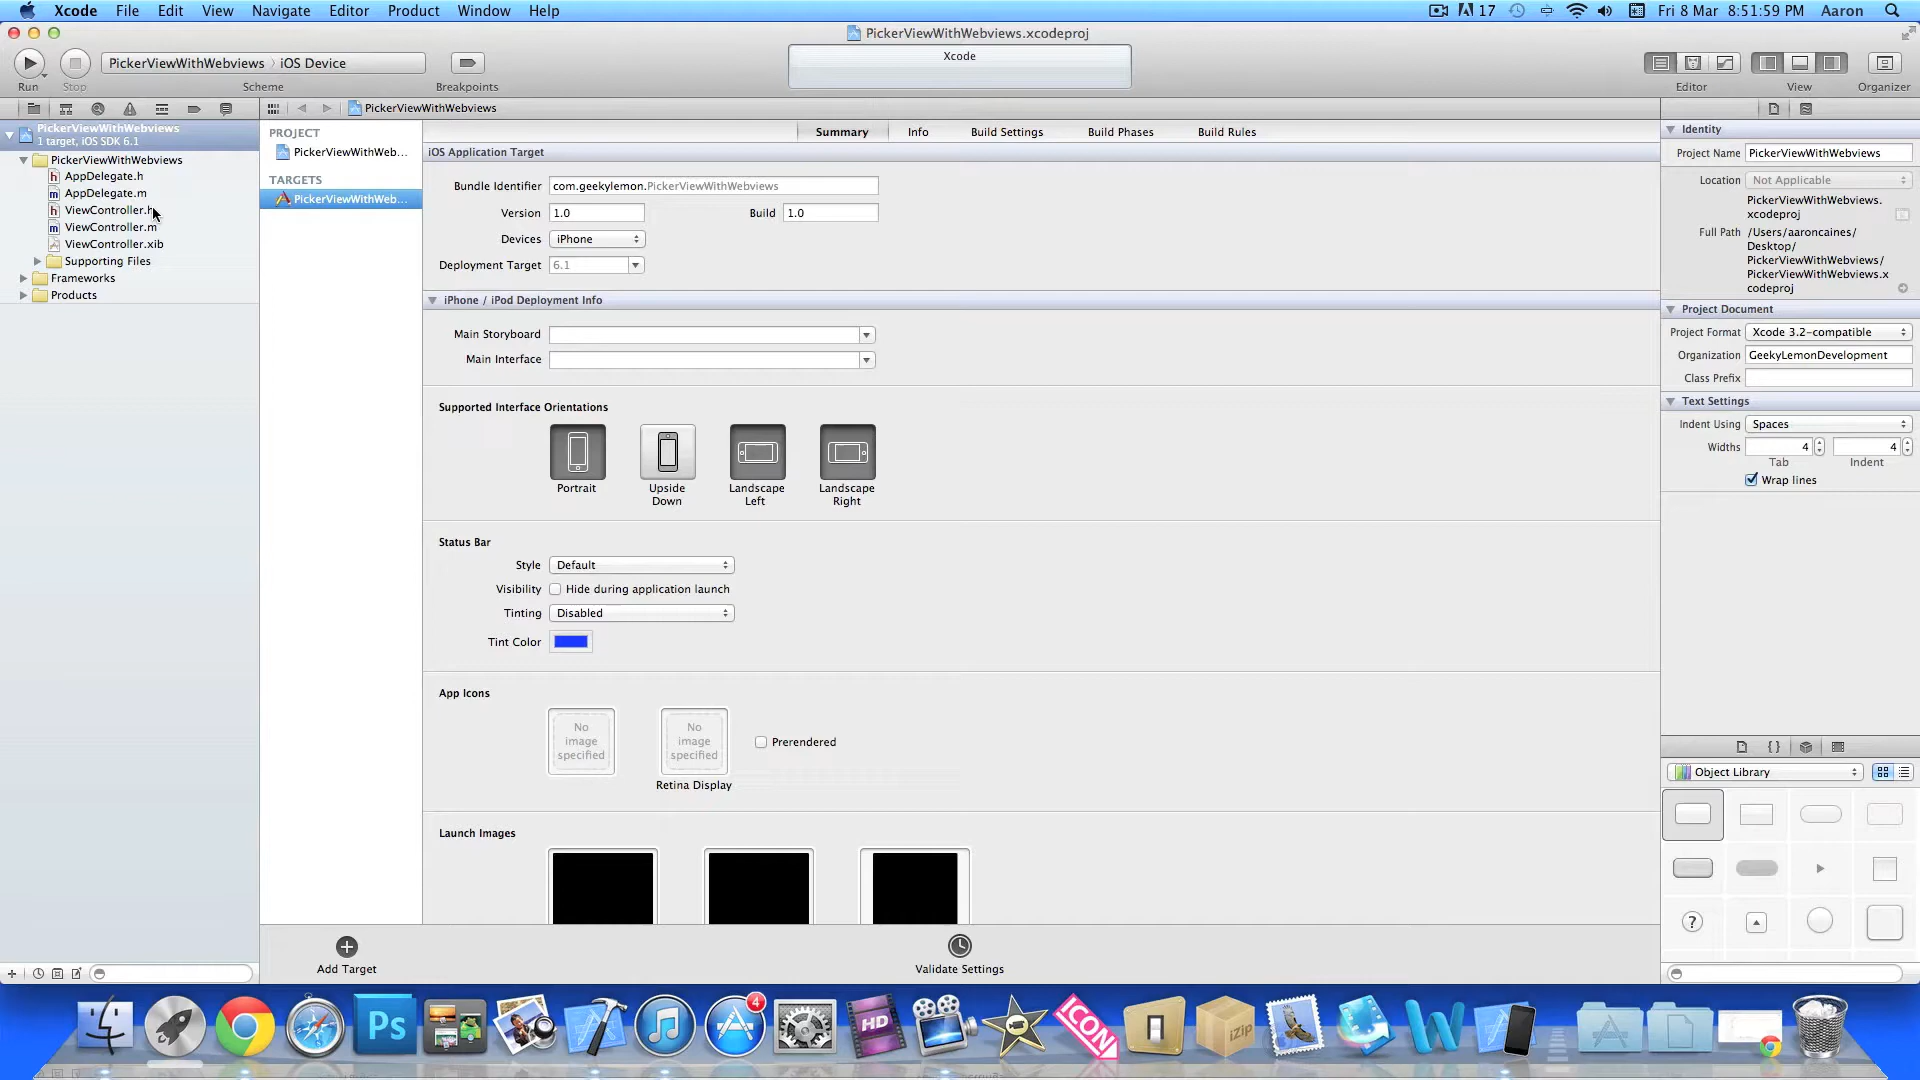 Xcode File Edit View Navigate Editor Product Window Help
17 Fri 8 Mar 8:51:59 PM Aaron
PickerViewWithWebviews.xcodeproj
PickerViewWithWebviews › iOS Device
Xcode
Run Stop Scheme Breakpoints Editor View Organizer
PickerViewWithWebviews
1 target, iOS SDK 6.1
PickerViewWithWebviews
AppDelegate.h
AppDelegate.m
ViewController.h
ViewController.m
ViewController.xib
Supporting Files
Frameworks
Products
PickerViewWithWebviews
PROJECT
PickerViewWithWeb...
TARGETS
PickerViewWithWeb...
Summary Info Build Settings Build Phases Build Rules
iOS Application Target
Bundle Identifier com.geekylemon.PickerViewWithWebviews
Version 1.0 Build 1.0
Devices iPhone
Deployment Target 6.1
iPhone / iPod Deployment Info
Main Storyboard
Main Interface
Supported Interface Orientations
Portrait
Upside
Down
Landscape
Left
Landscape
Right
Status Bar
Style Default
Visibility Hide during application launch
Tinting Disabled
Tint Color
App Icons
No
image
specified
No
image
specified
Prerendered
Retina Display
Launch Images
Add Target
Validate Settings
Identity
Project Name PickerViewWithWebviews
Location Not Applicable
PickerViewWithWebviews.
xcodeproj
Full Path /Users/aaroncaines/
Desktop/
PickerViewWithWebviews/
PickerViewWithWebviews.x
codeproj
Project Document
Project Format Xcode 3.2-compatible
Organization GeekyLemonDevelopment
Class Prefix
Text Settings
Indent Using Spaces
Widths 4 4
Tab Indent
Wrap lines
{}
Object Library
?
Ps
4
HD
ICON
iZip
W